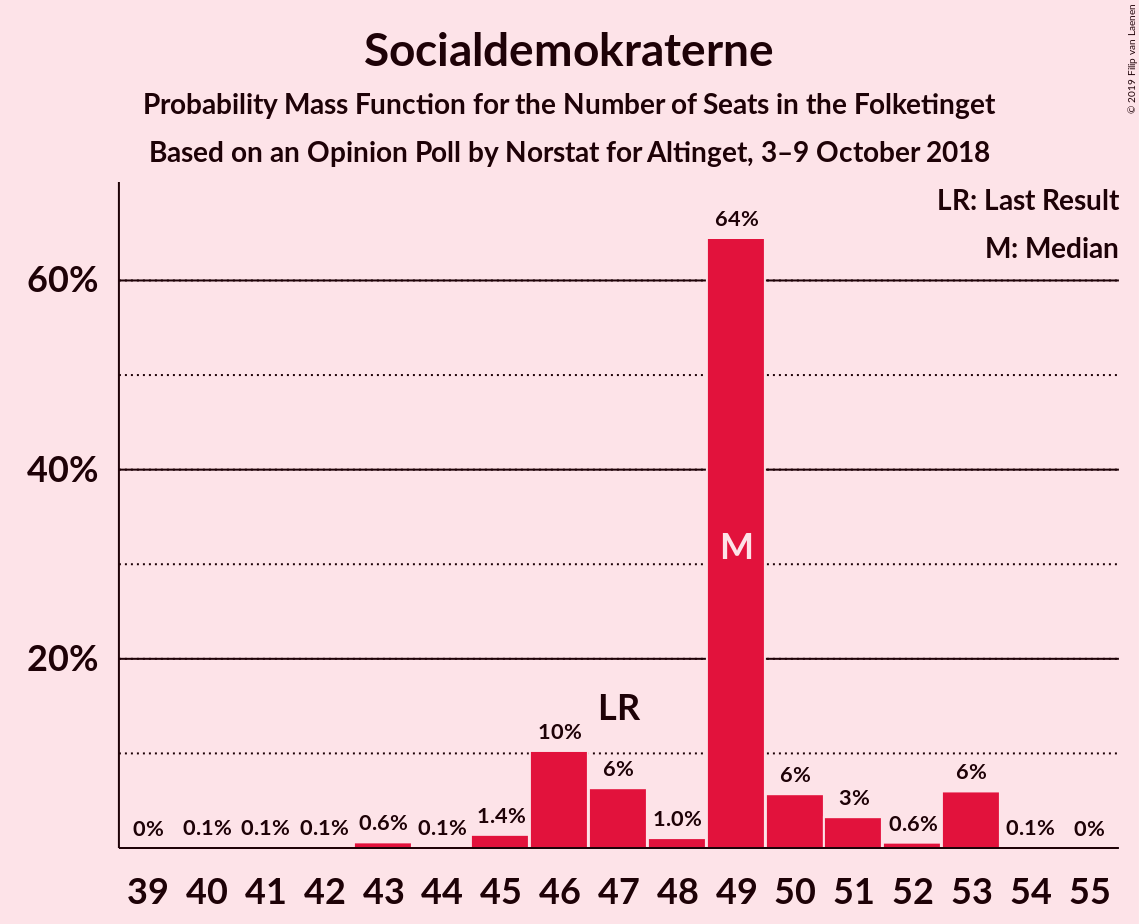 Socialdemokraterne
Probability Mass Function for the Number of Seats in the Folketinget
Based on an Opinion Poll by Norstat for Altinget, 3–9 October 2018
© 2019 Filip van Laenen
LR: Last Result
M: Median
60%
40%
20%
0%
0.1%
0.1%
0.1%
0.6%
0.1%
1.4%
10%
LR
6%
1.0%
64%
M
6%
3%
0.6%
6%
0.1%
0%
39 40 41 42 43 44 45 46 47 48 49 50 51 52 53 54 55